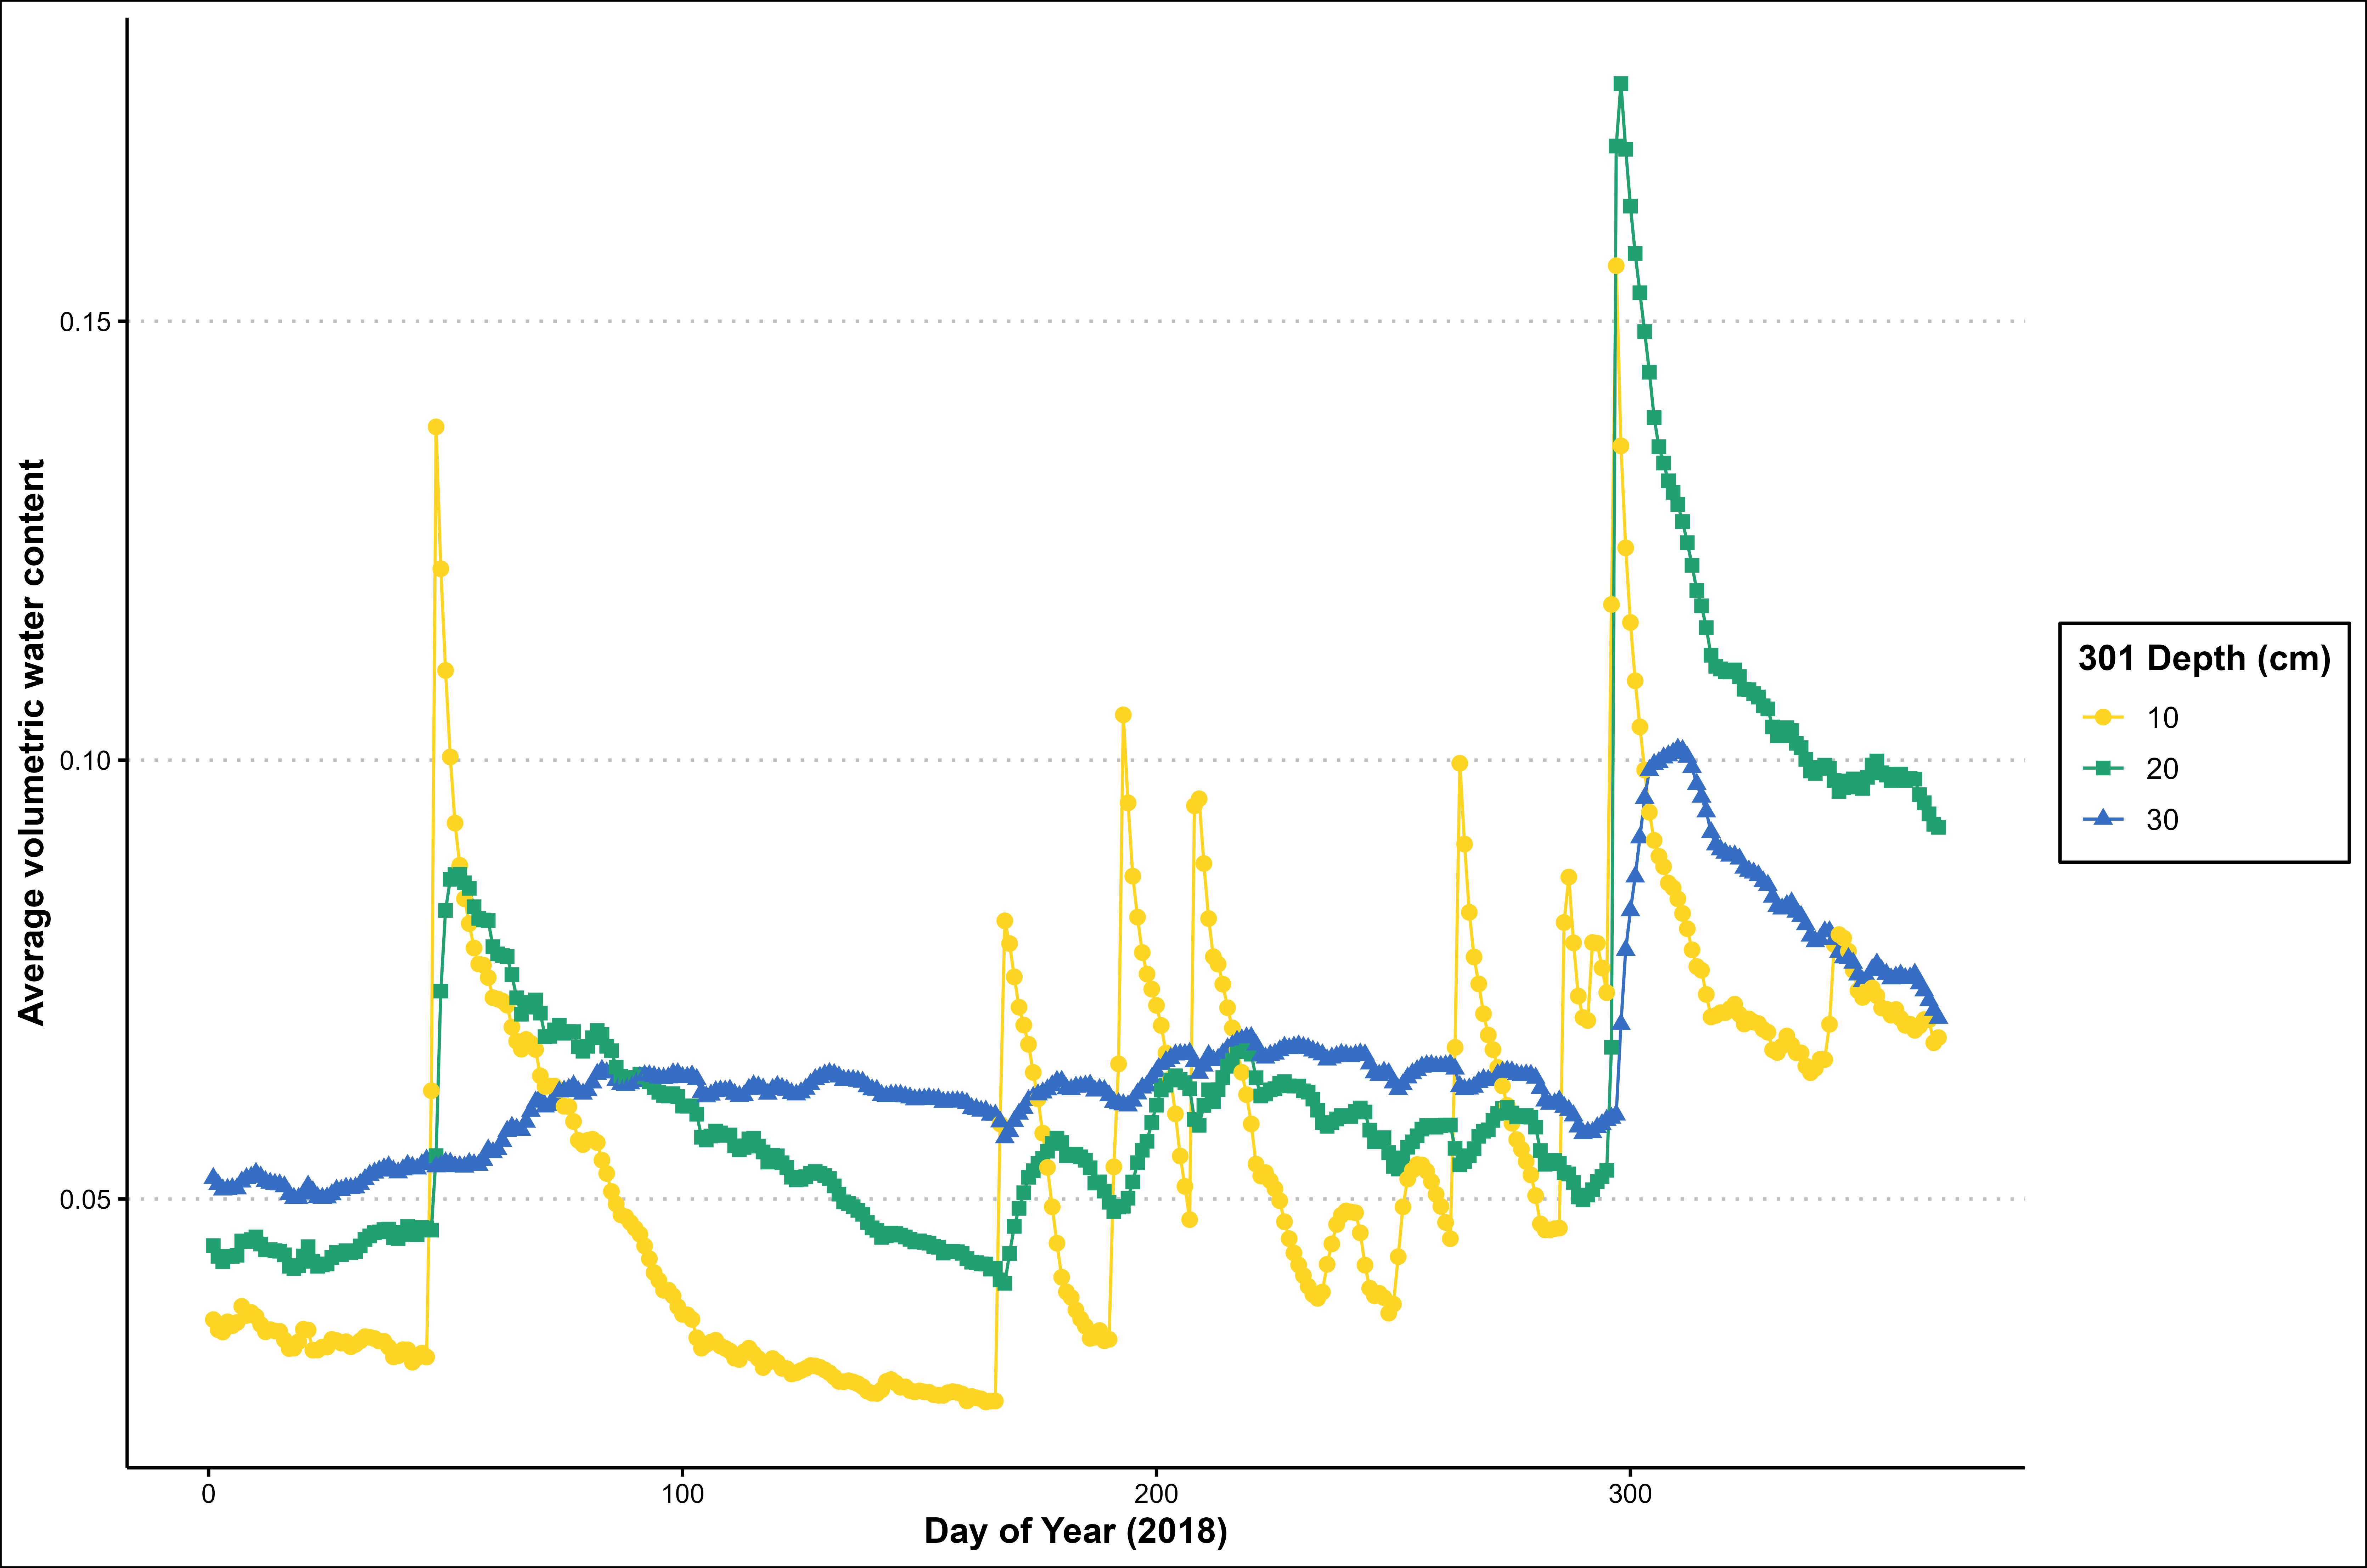 Average volumetric water content
0.15
0.10
0.05
0 100 200 300
Day of Year (2018)
301 Depth (cm)
10
20
30